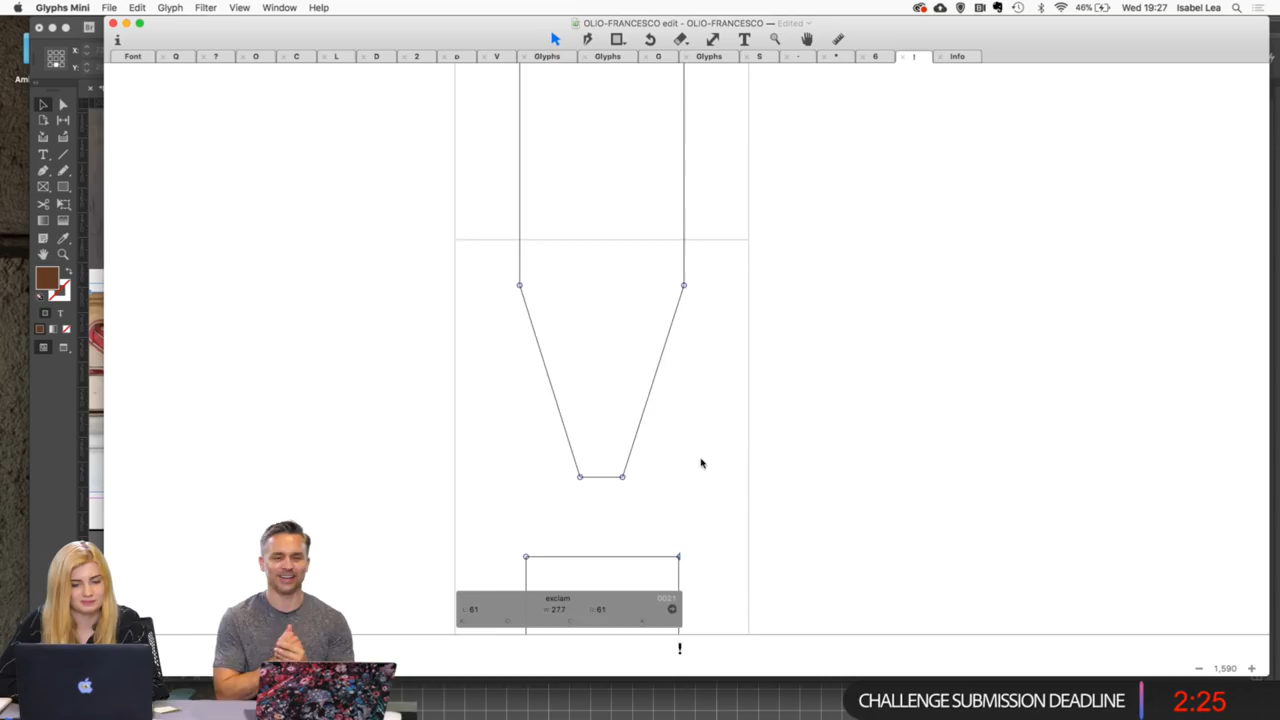 Glyphs Mini File Edit Glyph Filter View Window Help
46% Wed 19:27 Isabel Lea
OLIO-FRANCESCO edit - OLIO-FRANCESCO — Edited
Font Q ? O C L D 2 V Glyphs Glyphs G Glyphs S · * 6 ! Info
X:
Y:
T
T
exclam 0021
L 61 277 61
!
1,590
CHALLENGE SUBMISSION DEADLINE 2:25